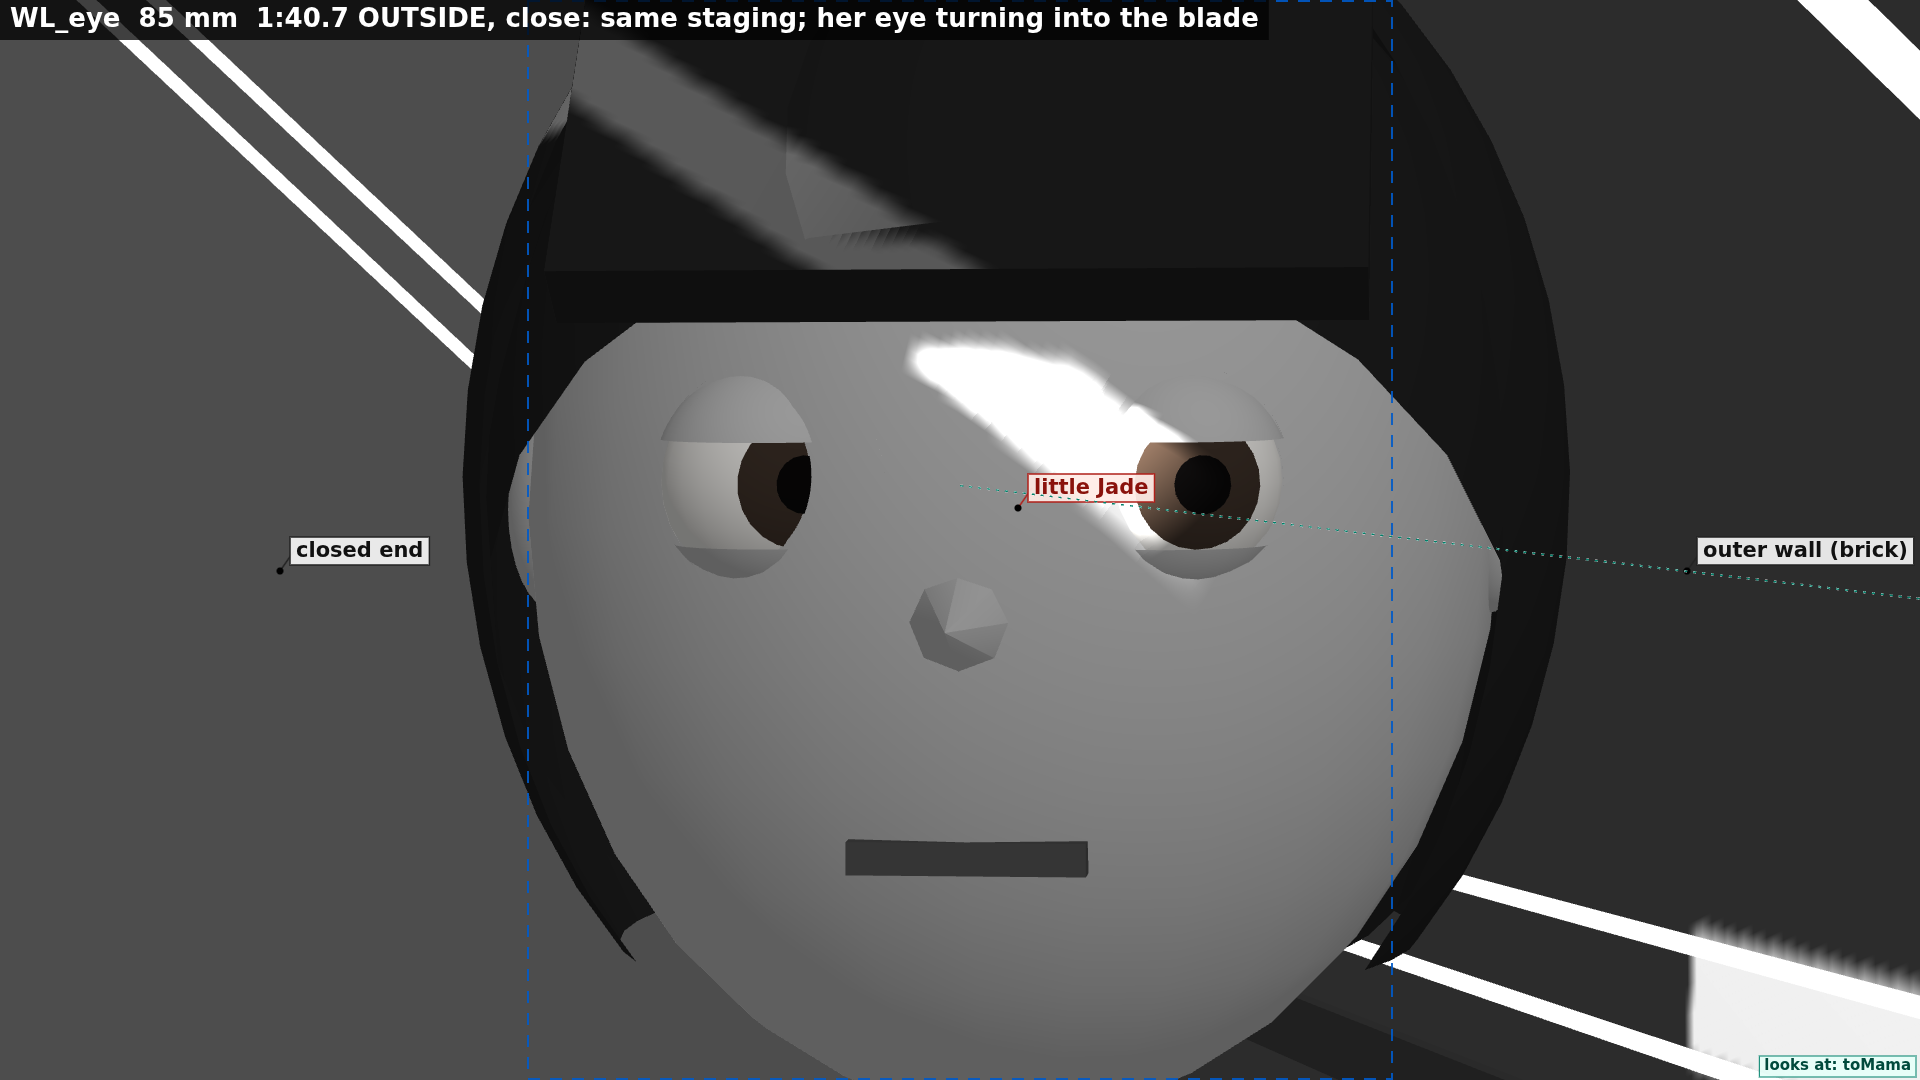 WL_eye  85 mm  1:40.7 OUTSIDE, close: same staging; her eye turning into the blade
little Jade
closed end
outer wall (brick)
looks at: toMama